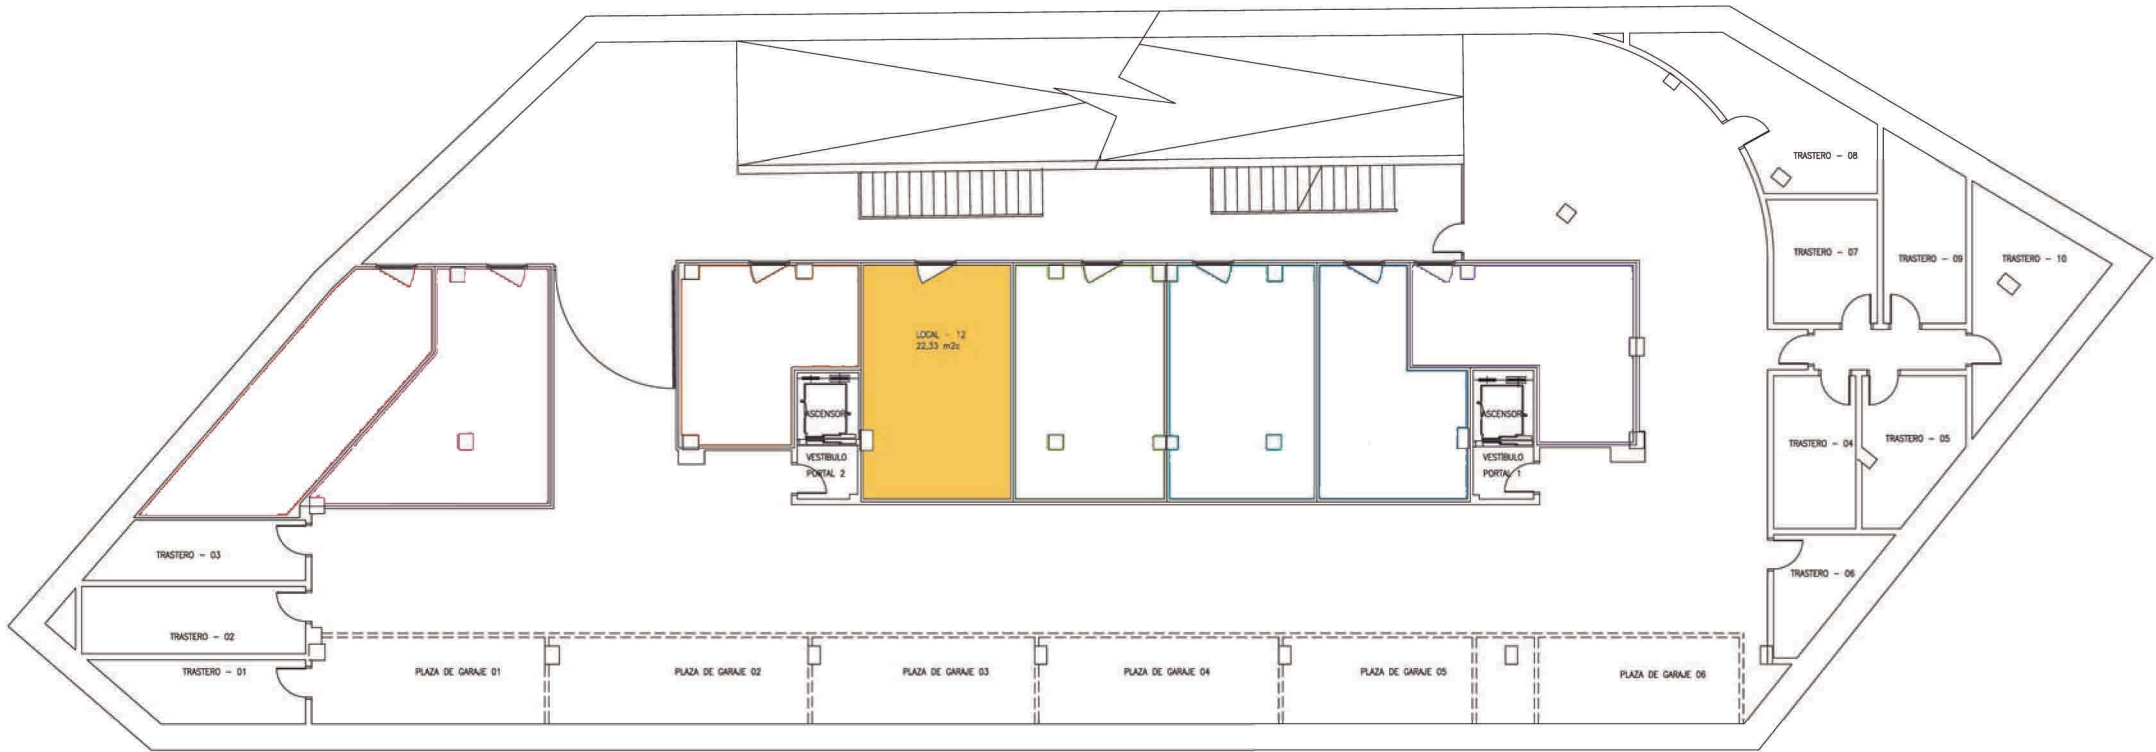 TRASTERO - 08
TRASTERO - 07
TRASTERO - 09
TRASTERO - 10
LOCAL - 12
22,33 m2c
ASCENSOR
ASCENSOR
VESTÍBULO
PORTAL 2
VESTÍBULO
PORTAL 1
TRASTERO - 04
TRASTERO - 05
TRASTERO - 03
TRASTERO - 06
TRASTERO - 02
TRASTERO - 01
PLAZA DE GARAJE 01
PLAZA DE GARAJE 02
PLAZA DE GARAJE 03
PLAZA DE GARAJE 04
PLAZA DE GARAJE 05
PLAZA DE GARAJE 06